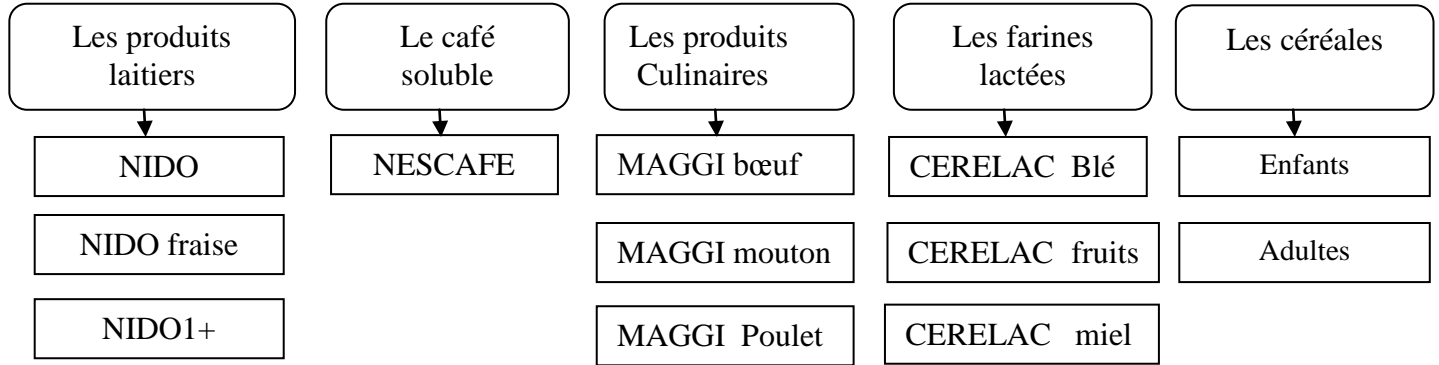 Les produits
laitiers
Le café
soluble
Les produits
Culinaires
Les farines
lactées
Les céréales
NIDO
NESCAFE
MAGGI bœuf
CERELAC Blé
Enfants
NIDO fraise
MAGGI mouton
CERELAC fruits
Adultes
NIDO1+
MAGGI Poulet
CERELAC miel